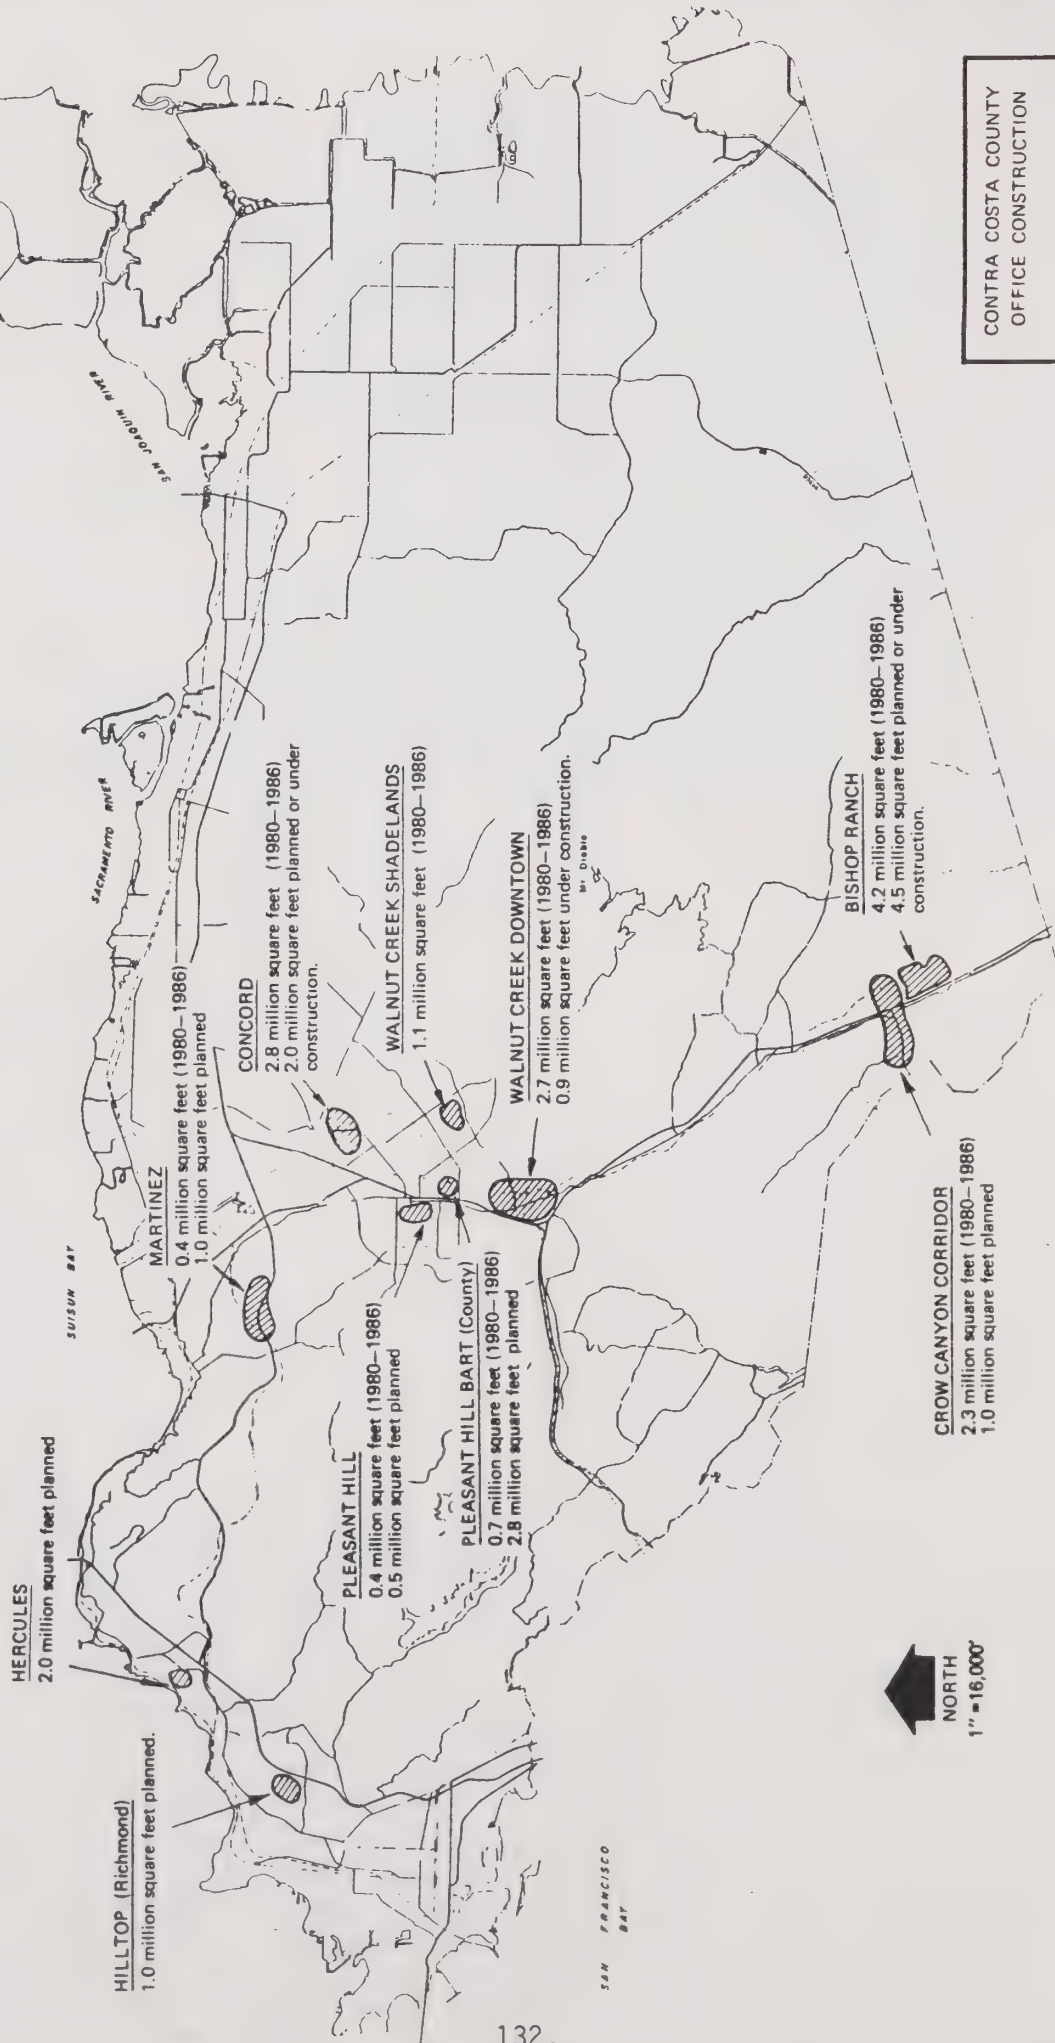 HERCULES
2.0 million square feet planned
HILLTOP (Richmond)
1.0 million square feet planned.
SUISUN BAY
MARTINEZ
0.4 million square feet (1980–1986)
1.0 million square feet planned
SACRAMENTO RIVER
SAN JOAQUIN RIVER
CONCORD
2.8 million square feet (1980–1986)
2.0 million square feet planned or under
construction.
WALNUT CREEK SHADELANDS
1.1 million square feet (1980–1986)
PLEASANT HILL
0.4 million square feet (1980–1986)
0.5 million square feet planned
PLEASANT HILL BART (County)
0.7 million square feet (1980–1986)
2.8 million square feet planned
WALNUT CREEK DOWNTOWN
2.7 million square feet (1980–1986)
0.9 million square feet under construction.
Mt Diablo
BISHOP RANCH
4.2 million square feet (1980–1986)
4.5 million square feet planned or under
construction.
CROW CANYON CORRIDOR
2.3 million square feet (1980–1986)
1.0 million square feet planned
SAN FRANCISCO
BAY
NORTH
1" = 16,000'
CONTRA COSTA COUNTY
OFFICE CONSTRUCTION
132